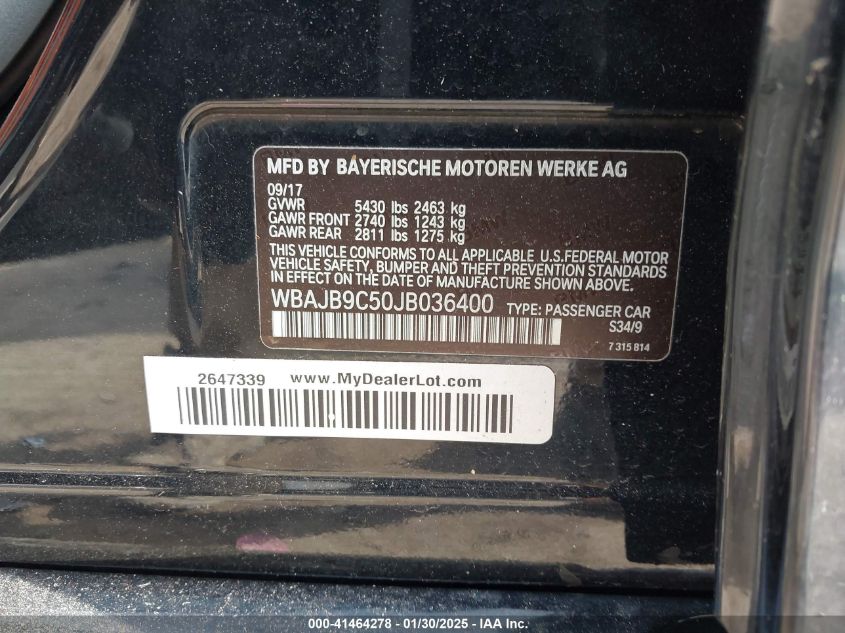 MFD BY BAYERISCHE MOTOREN WERKE AG
09/17
GVWR 5430 lbs 2463 kg
GAWR FRONT 2740 lbs 1243 kg
GAWR REAR 2811 lbs 1275 kg
THIS VEHICLE CONFORMS TO ALL APPLICABLE U.S.FEDERAL MOTOR
VEHICLE SAFETY, BUMPER AND THEFT PREVENTION STANDARDS
IN EFFECT ON THE DATE OF MANUFACTURE SHOWN ABOVE.
WBAJB9C50JB036400 TYPE: PASSENGER CAR
S34/9
7 315 814
2647339 www.MyDealerLot.com
000-41464278 - 01/30/2025 - IAA Inc.